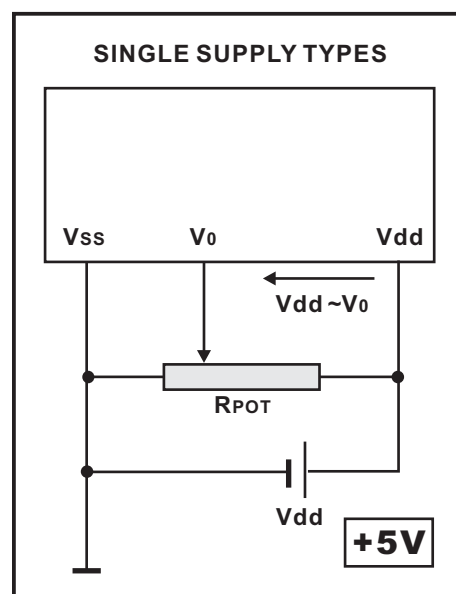 SINGLE SUPPLY TYPES
VSS V0 Vdd
Vdd ~V0
RPOT
Vdd
+5V